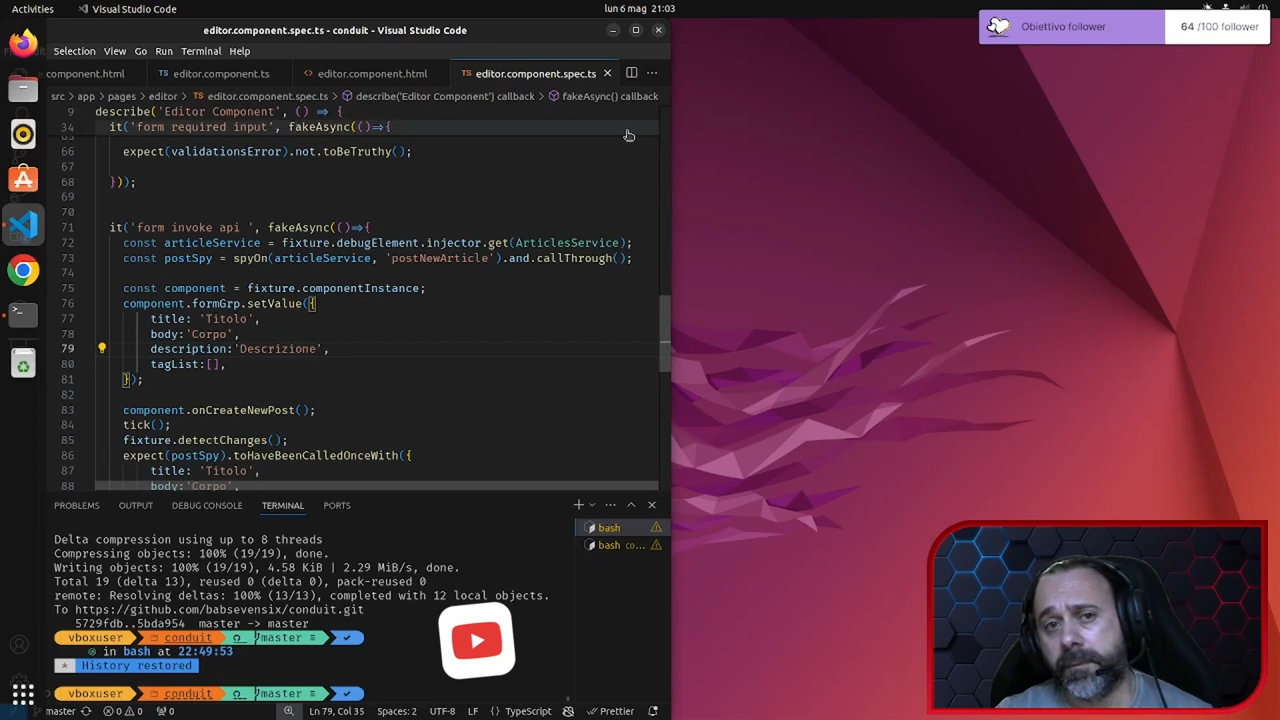 Activities
Visual Studio Code
lun 6 mag 21:03
Obiettivo follower
64 /100 follower
editor.component.spec.ts - conivit - Visual Studio Code
Selection View Go Run Terminal Help
component.html
editor.component.ts
editor.component.html
editor.component.spec.ts
src > app > pages > editor > editor.component.spec.ts > describe('Editor Component') callback > fakeAsync() callback
9 describe('Editor Component', () => {
34 it('form required input', fakeAsync(()=>{
66 expect(validationsError).not.toBeTruthy();
67
68 }));
69
70
71 it('form invoke api ', fakeAsync(()=>{
72 const articleService = fixture.debugElement.injector.get(ArticlesService);
73 const postSpy = spyOn(articleService, 'postNewArticle').and.callThrough();
74
75 const component = fixture.componentInstance;
76 component.formGrp.setValue({
77 title: 'Titolo',
78 body:'Corpo',
79 description:'Descrizione',
80 tagList:[],
81 });
82
83 component.onCreateNewPost();
84 tick();
85 fixture.detectChanges();
86 expect(postSpy).toHaveBeenCalledOnceWith({
87 title: 'Titolo',
88 body:'Corpo',
PROBLEMS OUTPUT DEBUG CONSOLE TERMINAL PORTS
bash
bash co...
Delta compression using up to 8 threads
Compressing objects: 100% (19/19), done.
Writing objects: 100% (19/19), 4.58 KiB | 2.29 MiB/s, done.
Total 19 (delta 13), reused 0 (delta 0), pack-reused 0
remote: Resolving deltas: 100% (13/13), completed with 12 local objects.
To https://github.com/babsevensix/conduit.git
5729fdb..5bda954 master -> master
vboxuser conduit master ≡
in bash at 22:49:53
* History restored
vboxuser conduit master ≡
master 0 0 0 Ln 79, Col 35 Spaces: 2 UTF-8 LF {} TypeScript Prettier